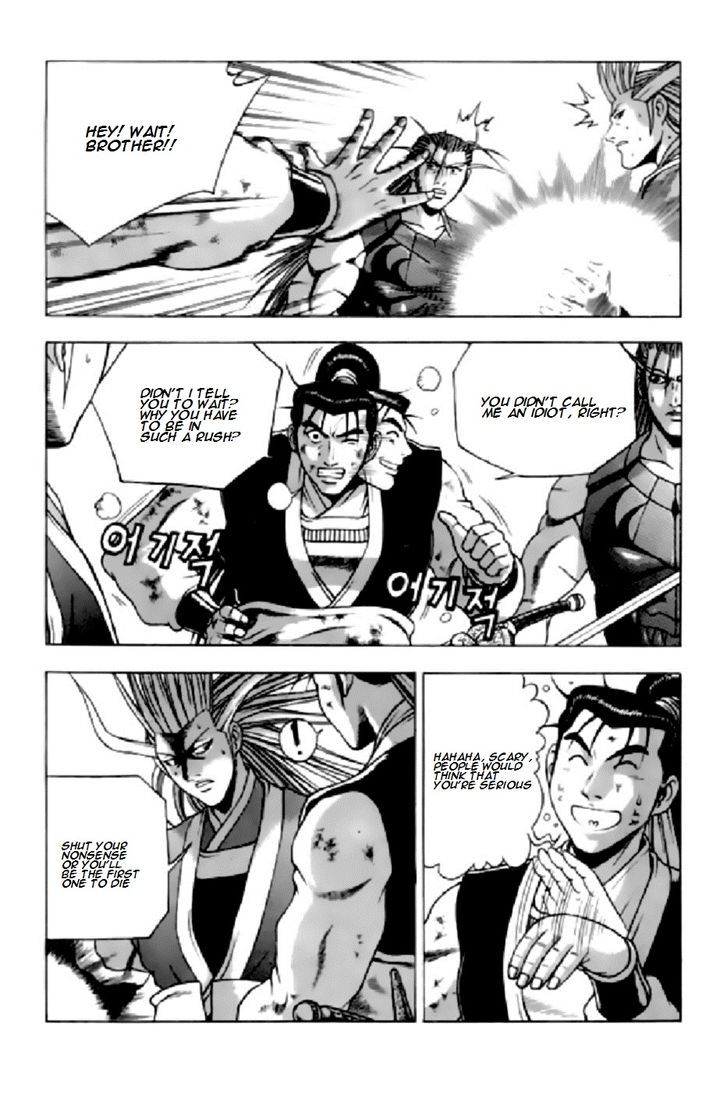 HEY! WAIT!
BROTHER!!
DIDN'T I TELL
YOU TO WAIT?
WHY YOU HAVE
TO BE IN
SUCH A RUSH?
YOU DIDN'T CALL
ME AN IDIOT, RIGHT?
어기적
어기적
!
SHUT YOUR
NONSENSE
OR YOU'LL
BE THE FIRST
ONE TO DIE
HAHAHA, SCARY,
PEOPLE WOULD
THINK THAT
YOU'RE SERIOUS